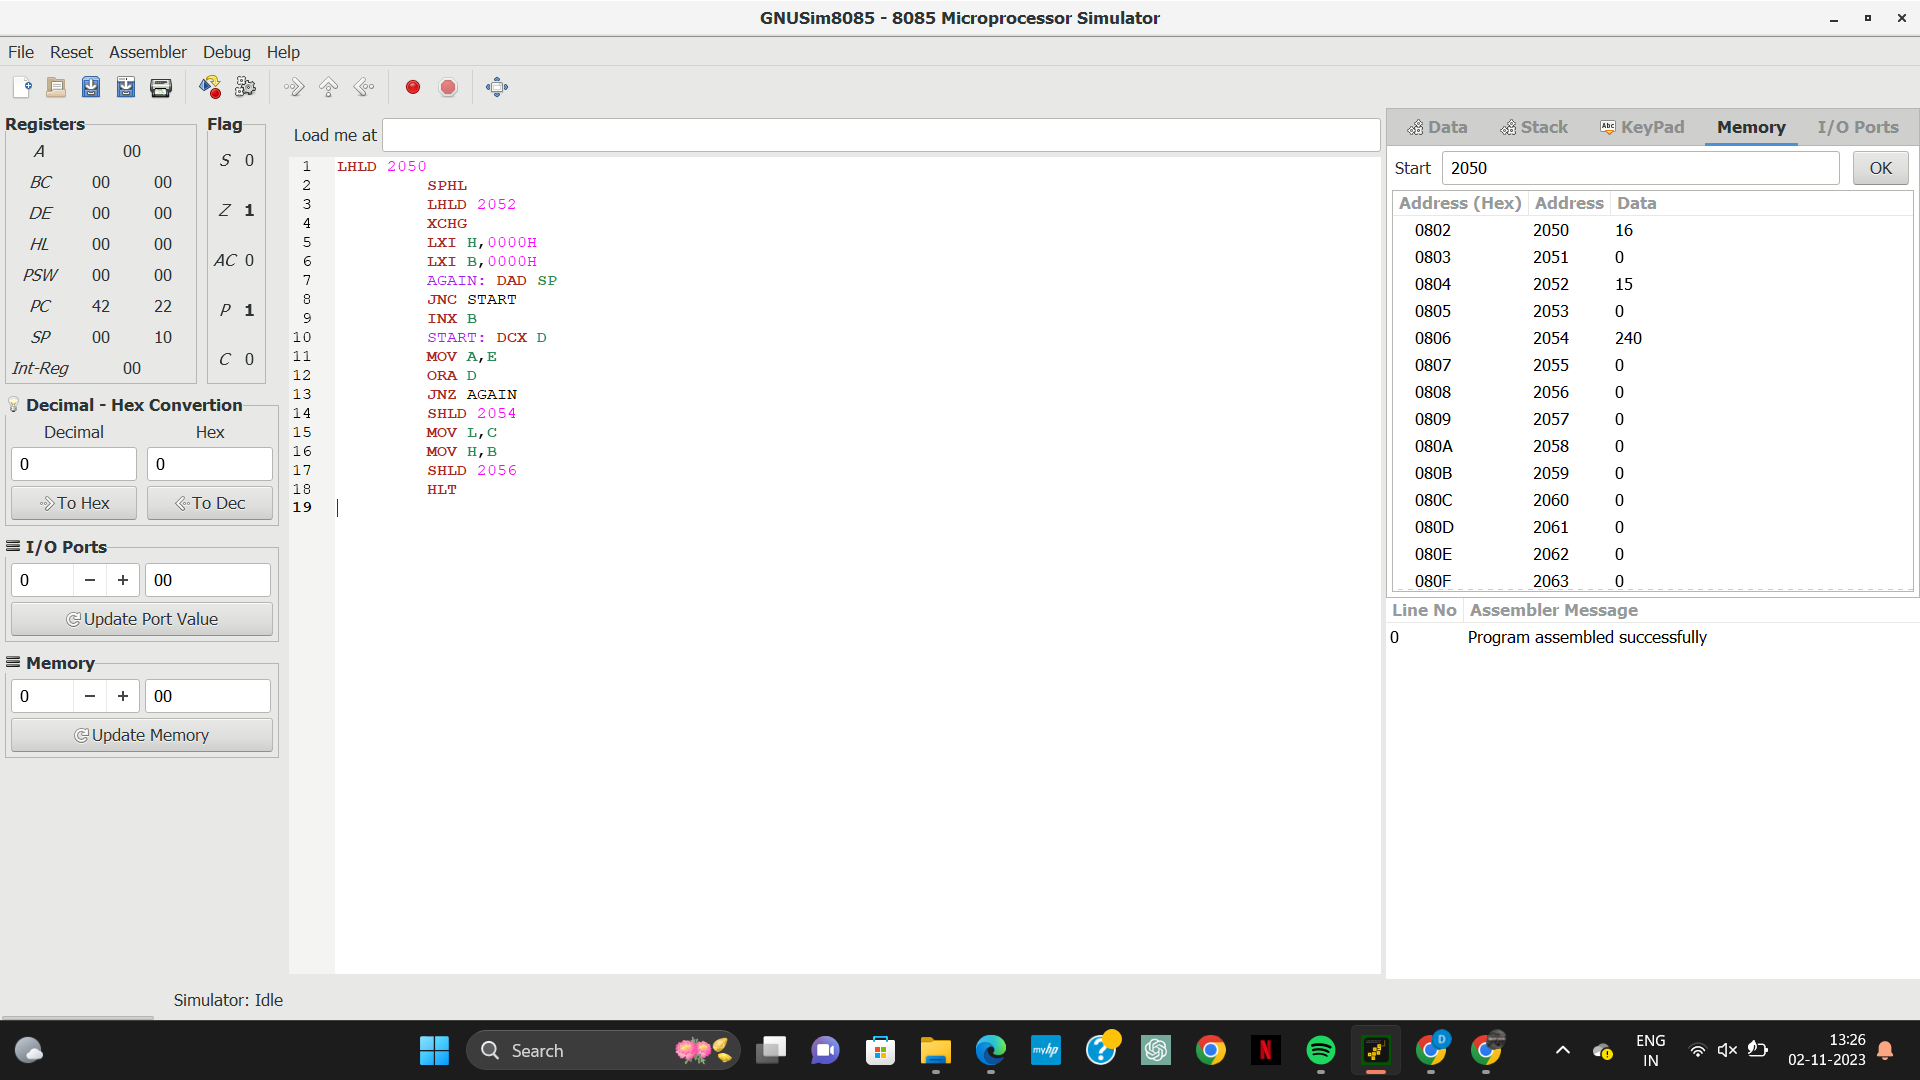 GNUSim8085 - 8085 Microprocessor Simulator
File Reset Assembler Debug Help
Registers
A 00
BC 00 00
DE 00 00
HL 00 00
PSW 00 00
PC 42 22
SP 00 10
Int-Reg 00
Flag
S 0
Z 1
AC 0
P 1
C 0
Decimal - Hex Convertion
Decimal Hex
0 0
To Hex To Dec
I/O Ports
0 − + 00
Update Port Value
Memory
0 − + 00
Update Memory
Load me at
1 LHLD 2050
2 SPHL
3 LHLD 2052
4 XCHG
5 LXI H,0000H
6 LXI B,0000H
7 AGAIN: DAD SP
8 JNC START
9 INX B
10 START: DCX D
11 MOV A,E
12 ORA D
13 JNZ AGAIN
14 SHLD 2054
15 MOV L,C
16 MOV H,B
17 SHLD 2056
18 HLT
19
Data Stack Abc KeyPad Memory I/O Ports
Start 2050 OK
Address (Hex) Address Data
0802 2050 16
0803 2051 0
0804 2052 15
0805 2053 0
0806 2054 240
0807 2055 0
0808 2056 0
0809 2057 0
080A 2058 0
080B 2059 0
080C 2060 0
080D 2061 0
080E 2062 0
080F 2063 0
Line No Assembler Message
0 Program assembled successfully
Simulator: Idle
Search
myhp
?
N
D
ENG
IN
13:26
02-11-2023